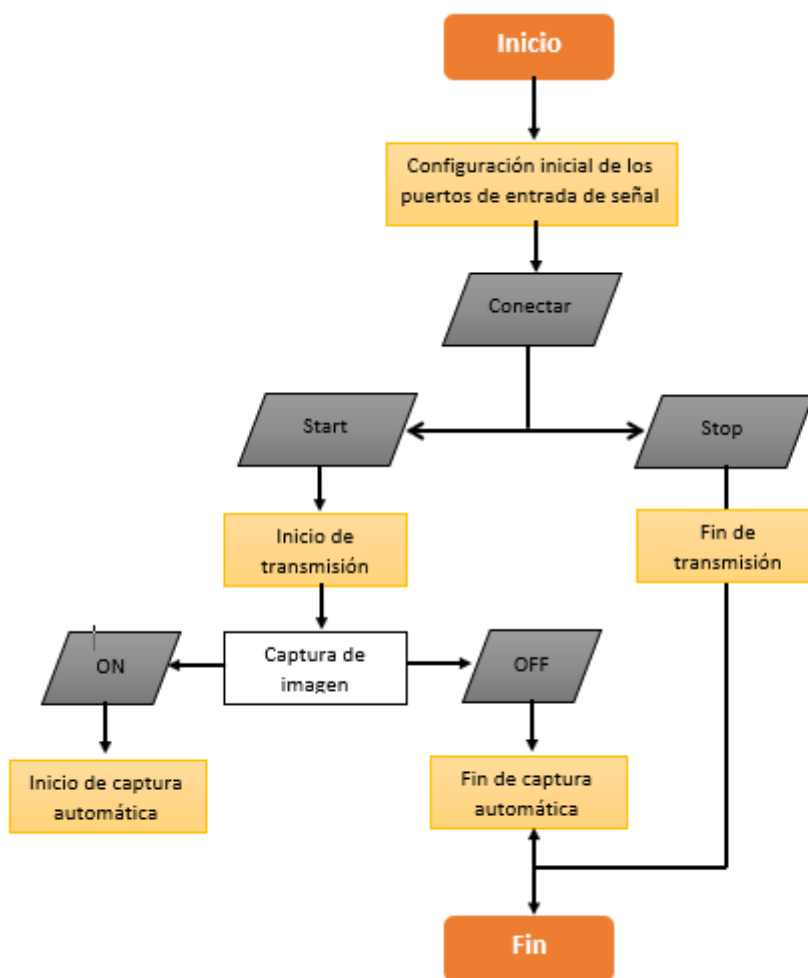 Inicio
Configuración inicial de los
puertos de entrada de señal
Conectar
Start
Stop
Inicio de
transmisión
Fin de
transmisión
ON
Captura de
imagen
OFF
Inicio de captura
automática
Fin de captura
automática
Fin